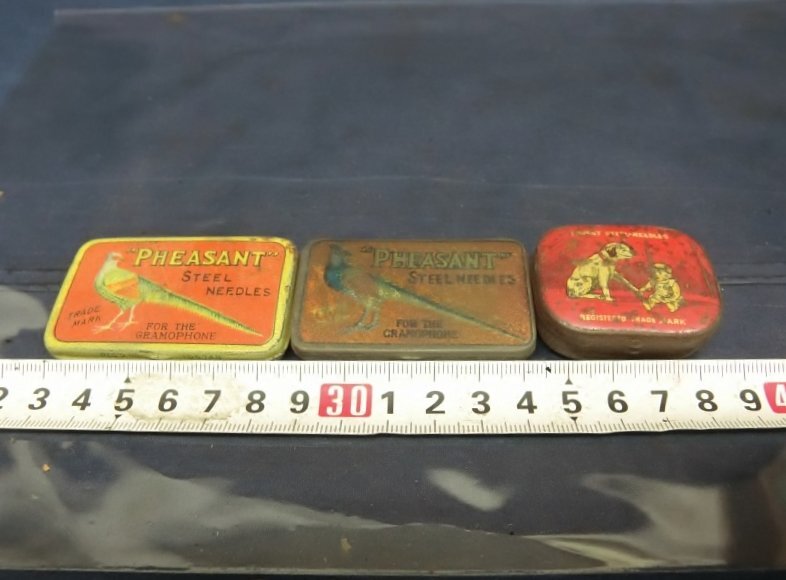 "PHEASANT"
STEEL
NEEDLES
TRADE
MARK
FOR THE
GRAMOPHONE
"PHEASANT"
STEEL NEEDLES
FOR THE
GRAMOPHONE
REGISTERED TRADE MARK
2 3 4 5 6 7 8 9 30 1 2 3 4 5 6 7 8 9 4